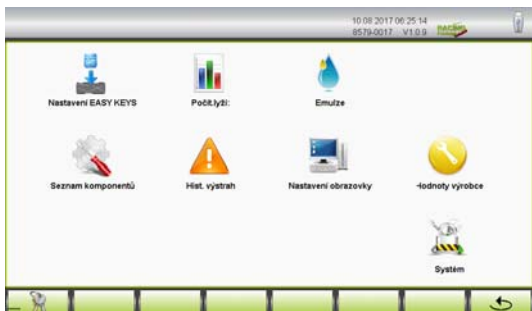 10.08.2017 06:25:14
8579-0017 V1.0.9
Nastavení EASY KEYS
Počit.lyží:
Emulze
Seznam komponentů
Hist. výstrah
Nastavení obrazovky
Hodnoty výrobce
Systém